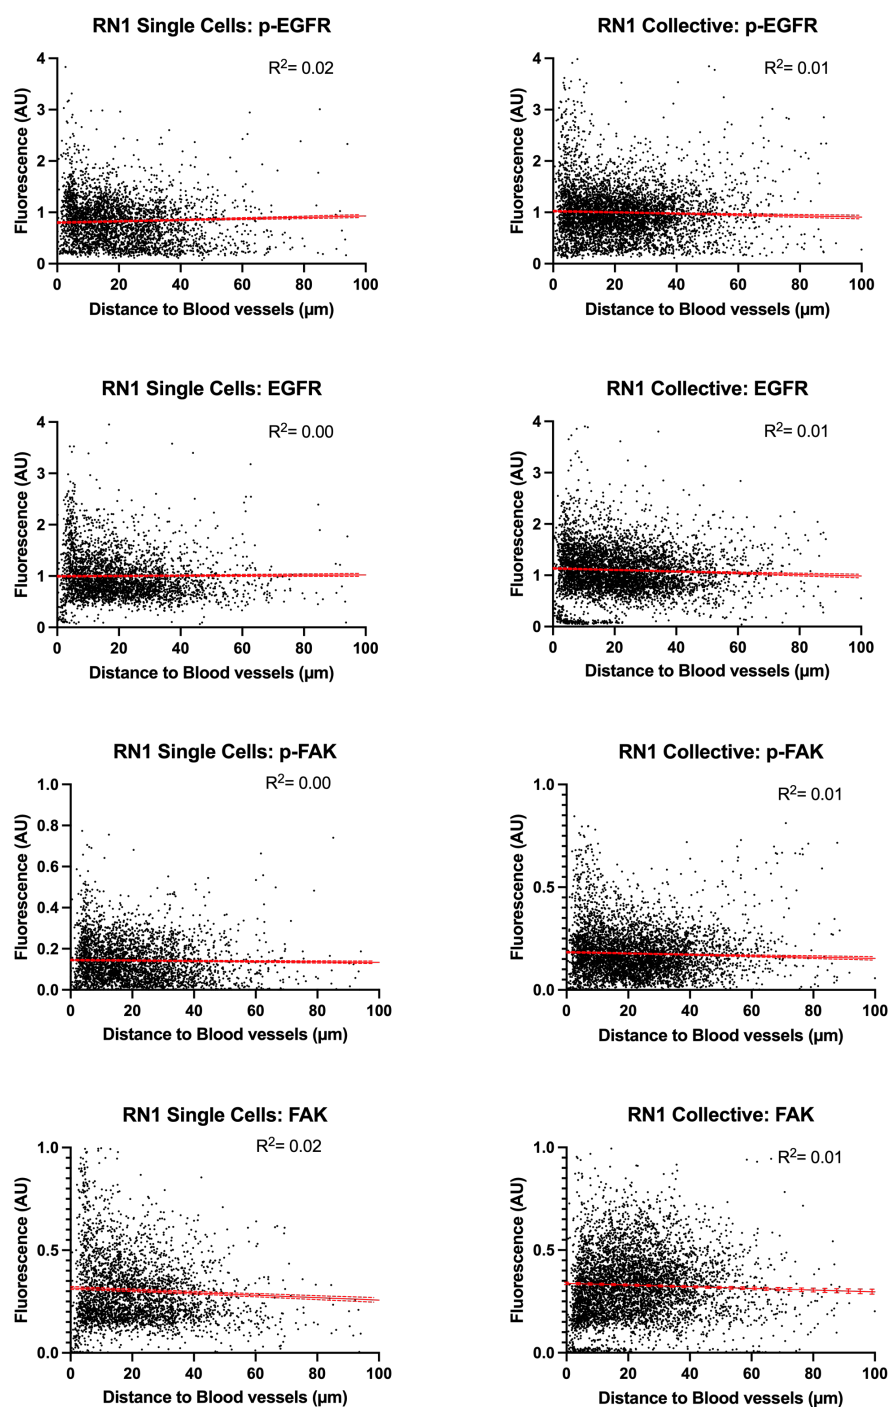 RN1 Single Cells: p-EGFR
R²= 0.02
Fluorescence (AU)
4
3
2
1
0
0 20 40 60 80 100
Distance to Blood vessels (µm)
RN1 Collective: p-EGFR
R²= 0.01
Fluorescence (AU)
4
3
2
1
0
0 20 40 60 80 100
Distance to Blood vessels (µm)
RN1 Single Cells: EGFR
R²= 0.00
Fluorescence (AU)
4
3
2
1
0
0 20 40 60 80 100
Distance to Blood vessels (µm)
RN1 Collective: EGFR
R²= 0.01
Fluorescence (AU)
4
3
2
1
0
0 20 40 60 80 100
Distance to Blood vessels (µm)
RN1 Single Cells: p-FAK
R²= 0.00
Fluorescence (AU)
1.0
0.8
0.6
0.4
0.2
0.0
0 20 40 60 80 100
Distance to Blood vessels (µm)
RN1 Collective: p-FAK
R²= 0.01
Fluorescence (AU)
1.0
0.5
0.0
0 20 40 60 80 100
Distance to Blood vessels (µm)
RN1 Single Cells: FAK
R²= 0.02
Fluorescence (AU)
1.0
0.5
0.0
0 20 40 60 80 100
Distance to Blood vessels (µm)
RN1 Collective: FAK
R²= 0.01
Fluorescence (AU)
1.0
0.5
0.0
0 20 40 60 80 100
Distance to Blood vessels (µm)